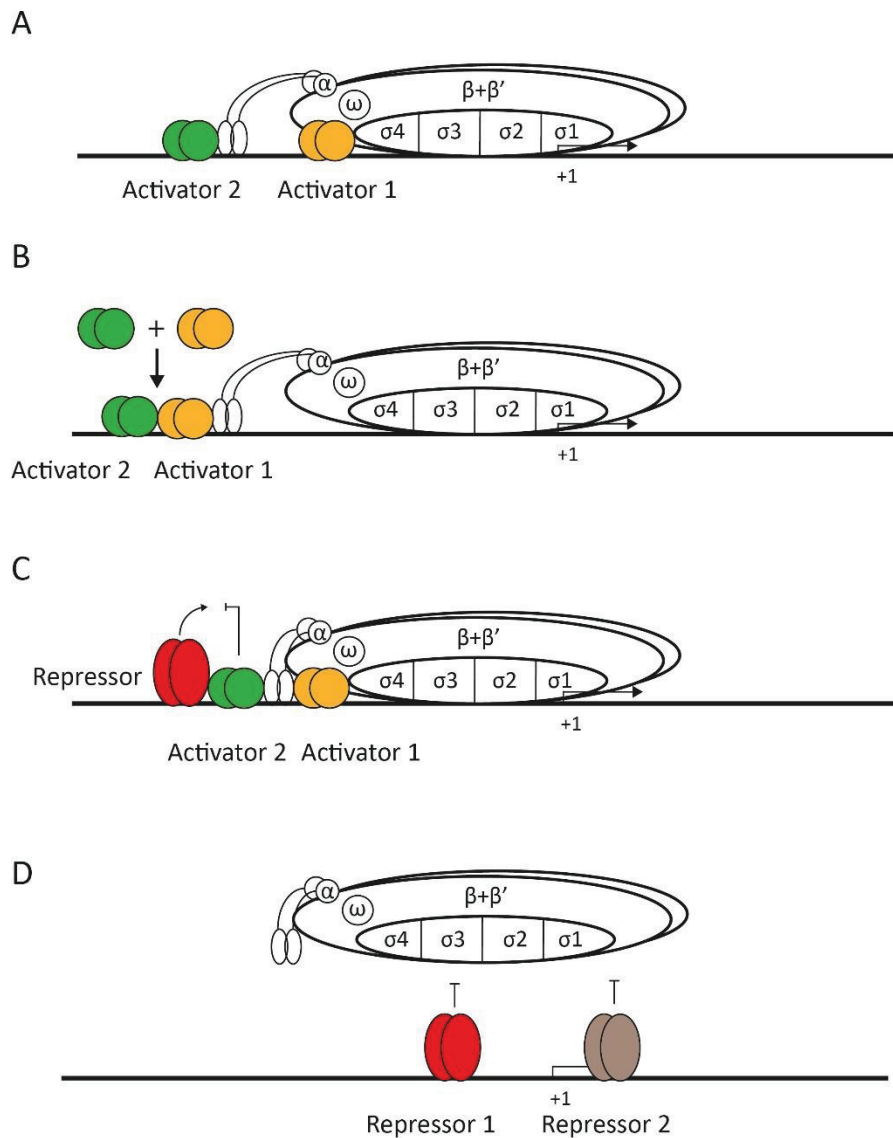 A
α
ω
β+β′
σ4 σ3 σ2 σ1
+1
Activator 2 Activator 1
B
+
α
ω
β+β′
σ4 σ3 σ2 σ1
+1
Activator 2 Activator 1
C
α
ω
β+β′
Repressor
σ4 σ3 σ2 σ1
+1
Activator 2 Activator 1
D
α
ω
β+β′
σ4 σ3 σ2 σ1
+1
Repressor 1 Repressor 2